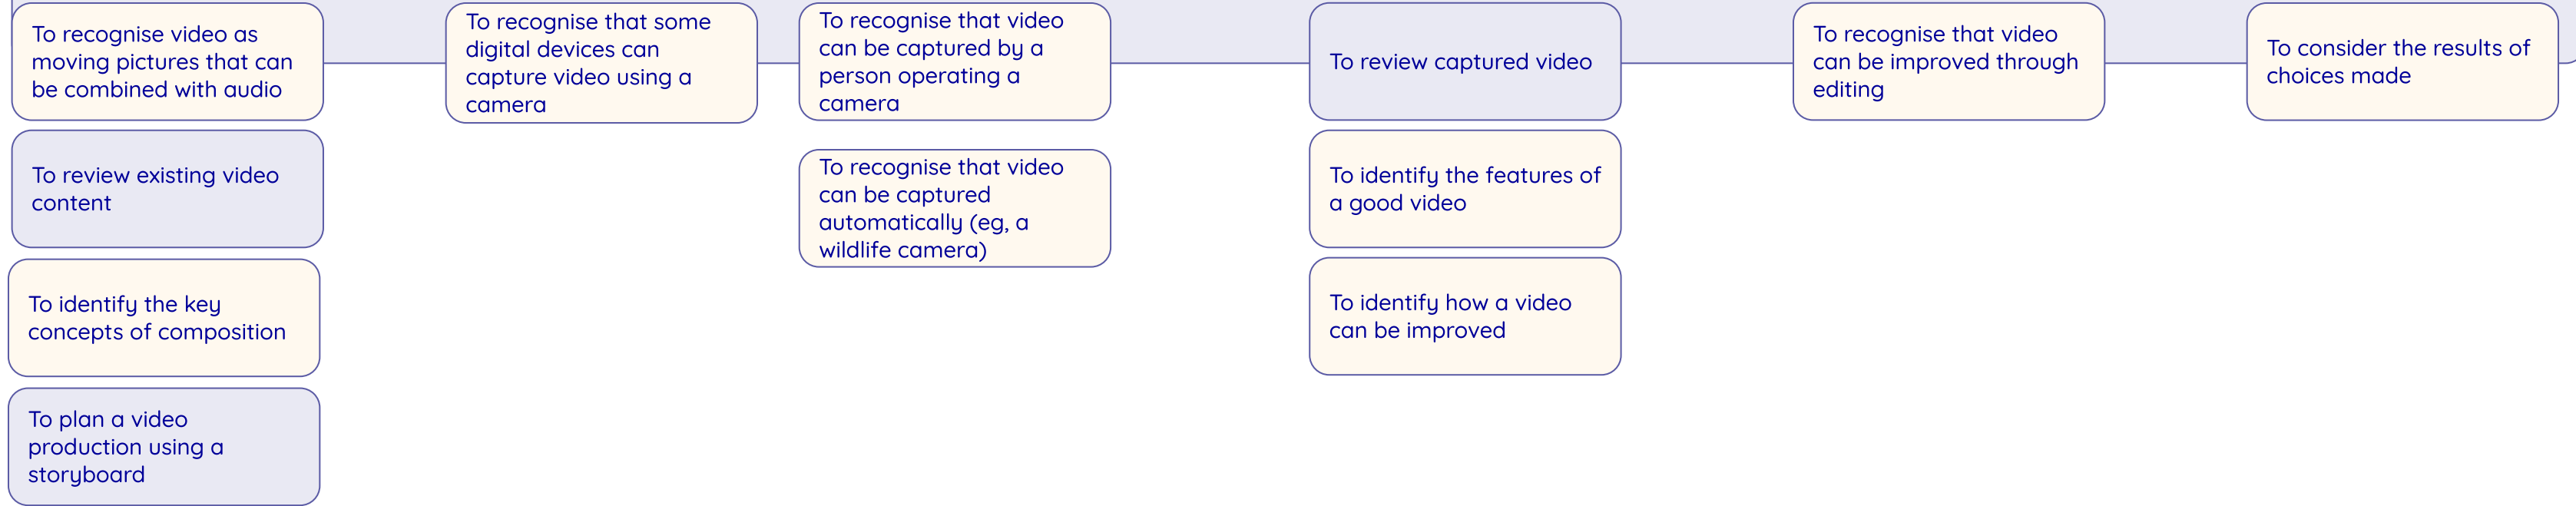 To recognise video as
moving pictures that can
be combined with audio
To review existing video
content
To identify the key
concepts of composition
To plan a video
production using a
storyboard
To recognise that some
digital devices can
capture video using a
camera
To recognise that video
can be captured by a
person operating a
camera
To recognise that video
can be captured
automatically (eg, a
wildlife camera)
To review captured video
To identify the features of
a good video
To identify how a video
can be improved
To recognise that video
can be improved through
editing
To consider the results of
choices made